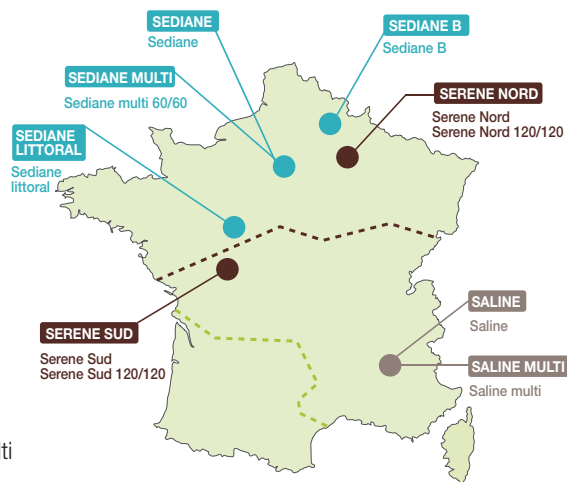 SEDIANE
Sediane
SEDIANE B
Sediane B
SEDIANE MULTI
Sediane multi 60/60
SERENE NORD
Serene Nord
Serene Nord 120/120
SEDIANE
LITTORAL
Sediane
littoral
SERENE SUD
Serene Sud
Serene Sud 120/120
SALINE
Saline
SALINE MULTI
Saline multi
lti